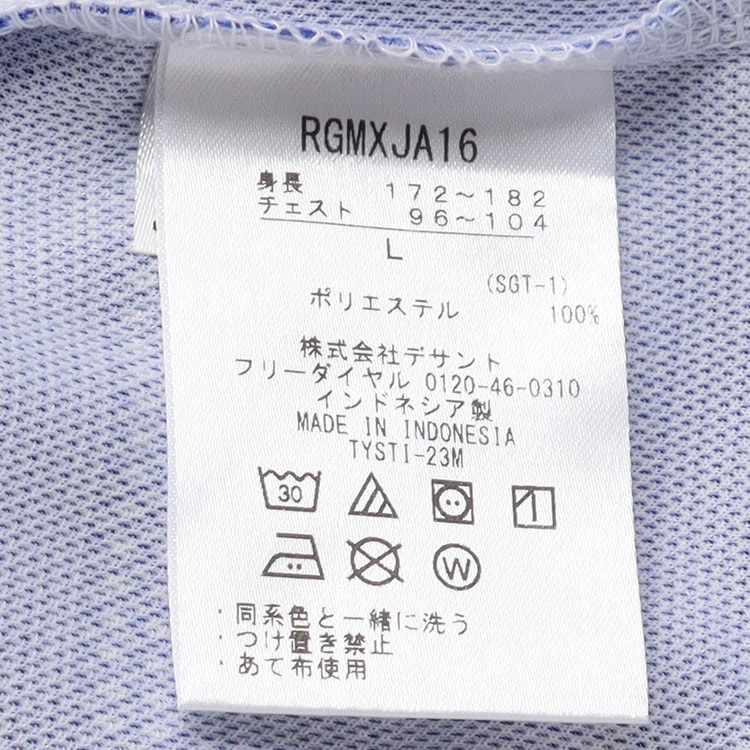 RGMXJA16
身長 172～182
チェスト 96～104
L
(SGT-1)
ポリエステル 100%
株式会社デサント
フリーダイヤル 0120-46-0310
インドネシア製
MADE IN INDONESIA
TYSTI-23M
30
W
・同系色と一緒に洗う
・つけ置き禁止
・あて布使用